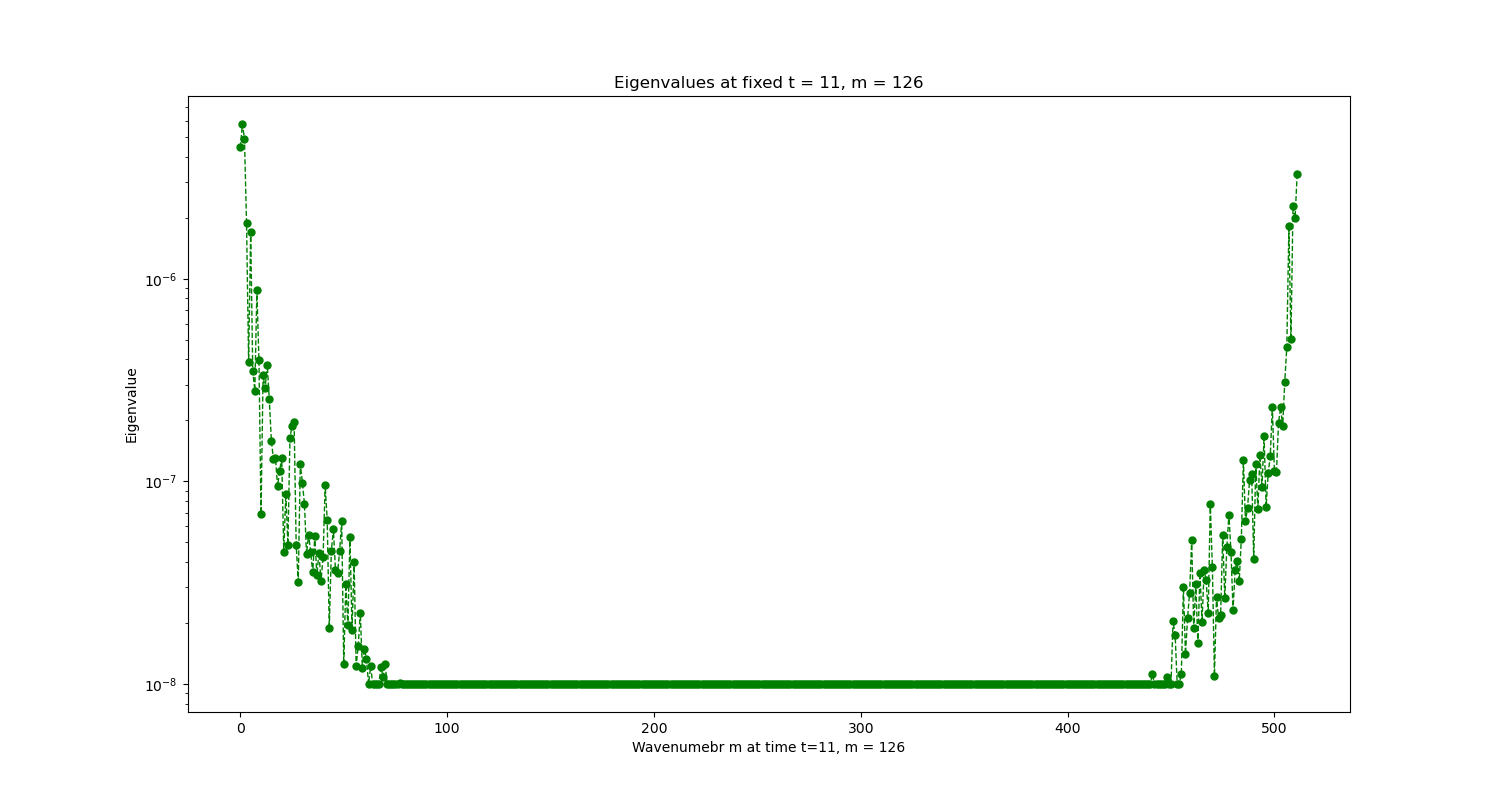 Eigenvalues at fixed t = 11, m = 126
Eigenvalue
10⁻⁶
10⁻⁷
10⁻⁸
0 100 200 300 400 500
Wavenumebr m at time t=11, m = 126